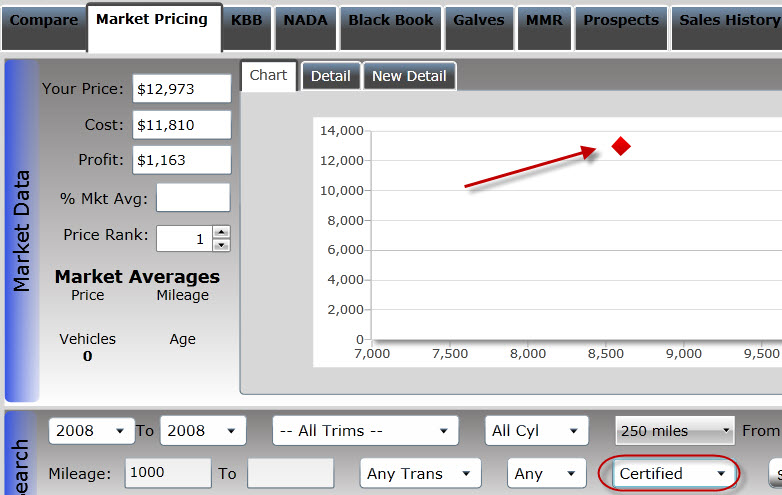 Compare Market Pricing KBB NADA Black Book Galves MMR Prospects Sales History
Chart Detail New Detail
Market Data
Your Price: $12,973
Cost: $11,810
Profit: $1,163
% Mkt Avg:
Price Rank: 1
Market Averages
Price Mileage
Vehicles Age
0
14,000
12,000
10,000
8,000
6,000
4,000
2,000
0
7,000 7,500 8,000 8,500 9,000 9,500
earch
2008 To 2008 -- All Trims -- All Cyl 250 miles From
Mileage: 1000 To Any Trans Any Certified